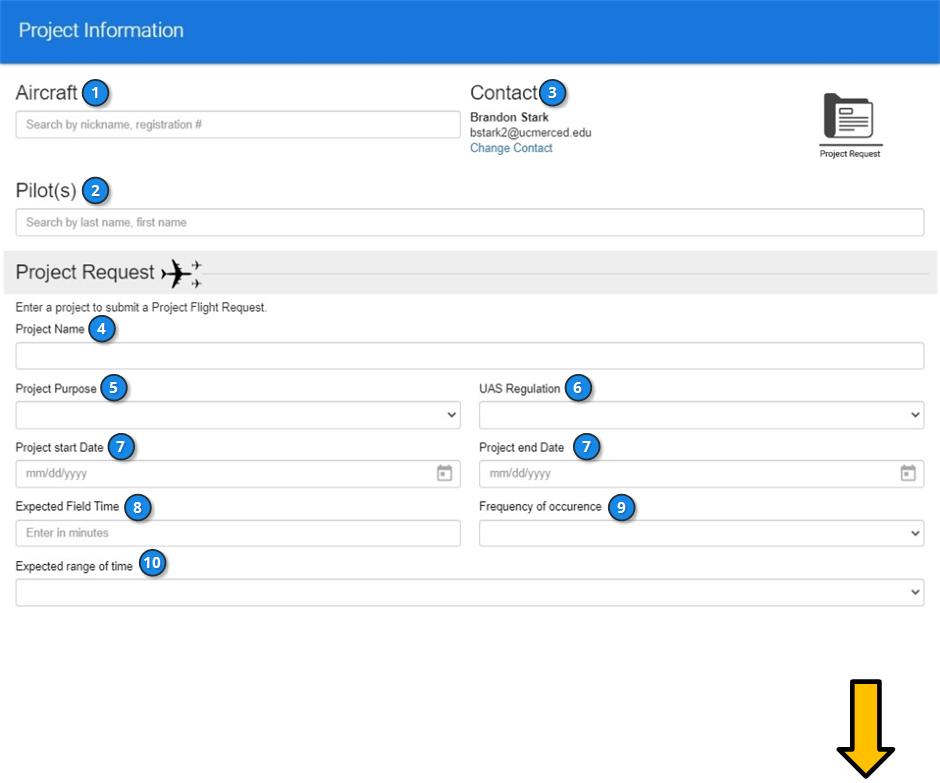 Project Information
Aircraft 1
Search by nickname, registration #
Contact 3
Brandon Stark
bstark2@ucmerced.edu
Change Contact
Project Request
Pilot(s) 2
Search by last name, first name
Project Request
Enter a project to submit a Project Flight Request.
Project Name 4
Project Purpose 5
UAS Regulation 6
Project start Date 7
Project end Date 7
mm/dd/yyyy
mm/dd/yyyy
Expected Field Time 8
Frequency of occurence 9
Enter in minutes
Expected range of time 10